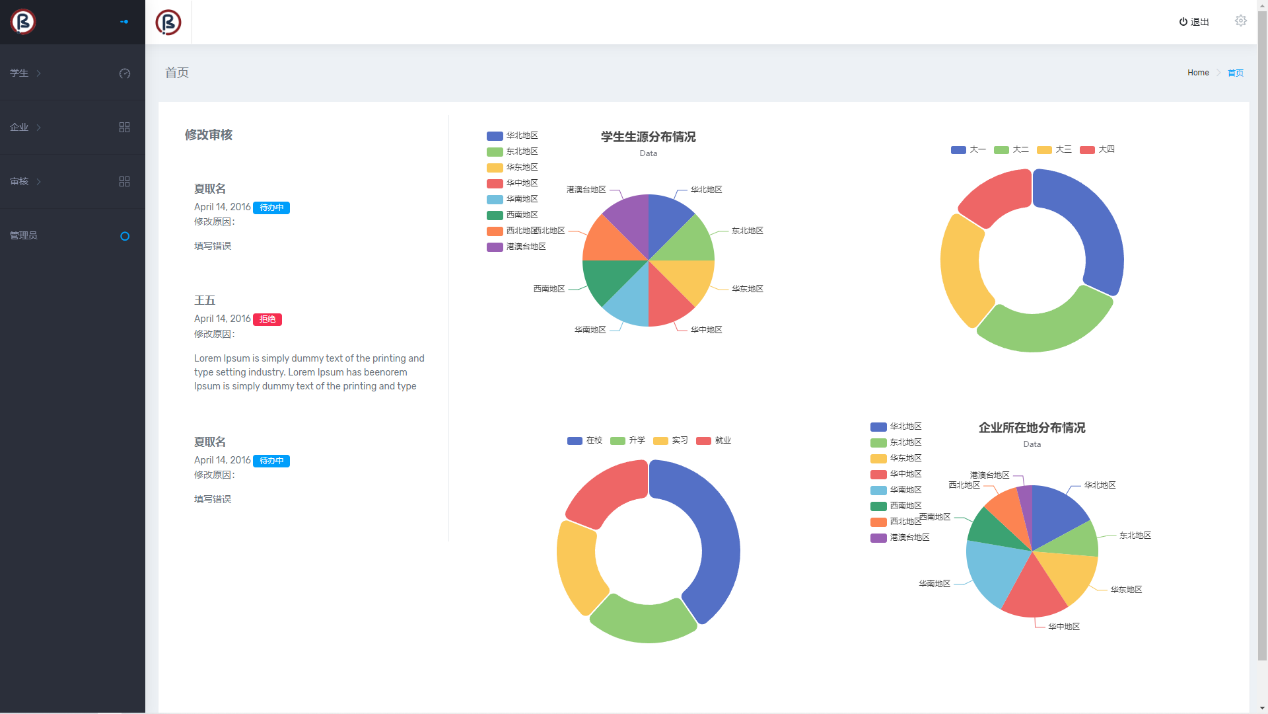 退出
学生
企业
审核
管理员
首页
Home 首页
修改审核
夏取名
April 14, 2016 待办中
修改原因：
填写错误
王五
April 14, 2016 拒绝
修改原因：
Lorem Ipsum is simply dummy text of the printing and
type setting industry. Lorem Ipsum has beenorem
Ipsum is simply dummy text of the printing and type
夏取名
April 14, 2016 待办中
修改原因：
填写错误
华北地区
东北地区
华东地区
华中地区
华南地区
西南地区
西北地区
港澳台地区
学生生源分布情况
Data
港澳台地区
华北地区
西北地区
东北地区
西南地区
华东地区
华南地区
华中地区
大一 大二 大三 大四
在校 升学 实习 就业
华北地区
东北地区
华东地区
华中地区
华南地区
西南地区
西北地区
港澳台地区
企业所在地分布情况
Data
港澳台地区
西北地区
华北地区
西南地区
东北地区
华南地区
华东地区
华中地区